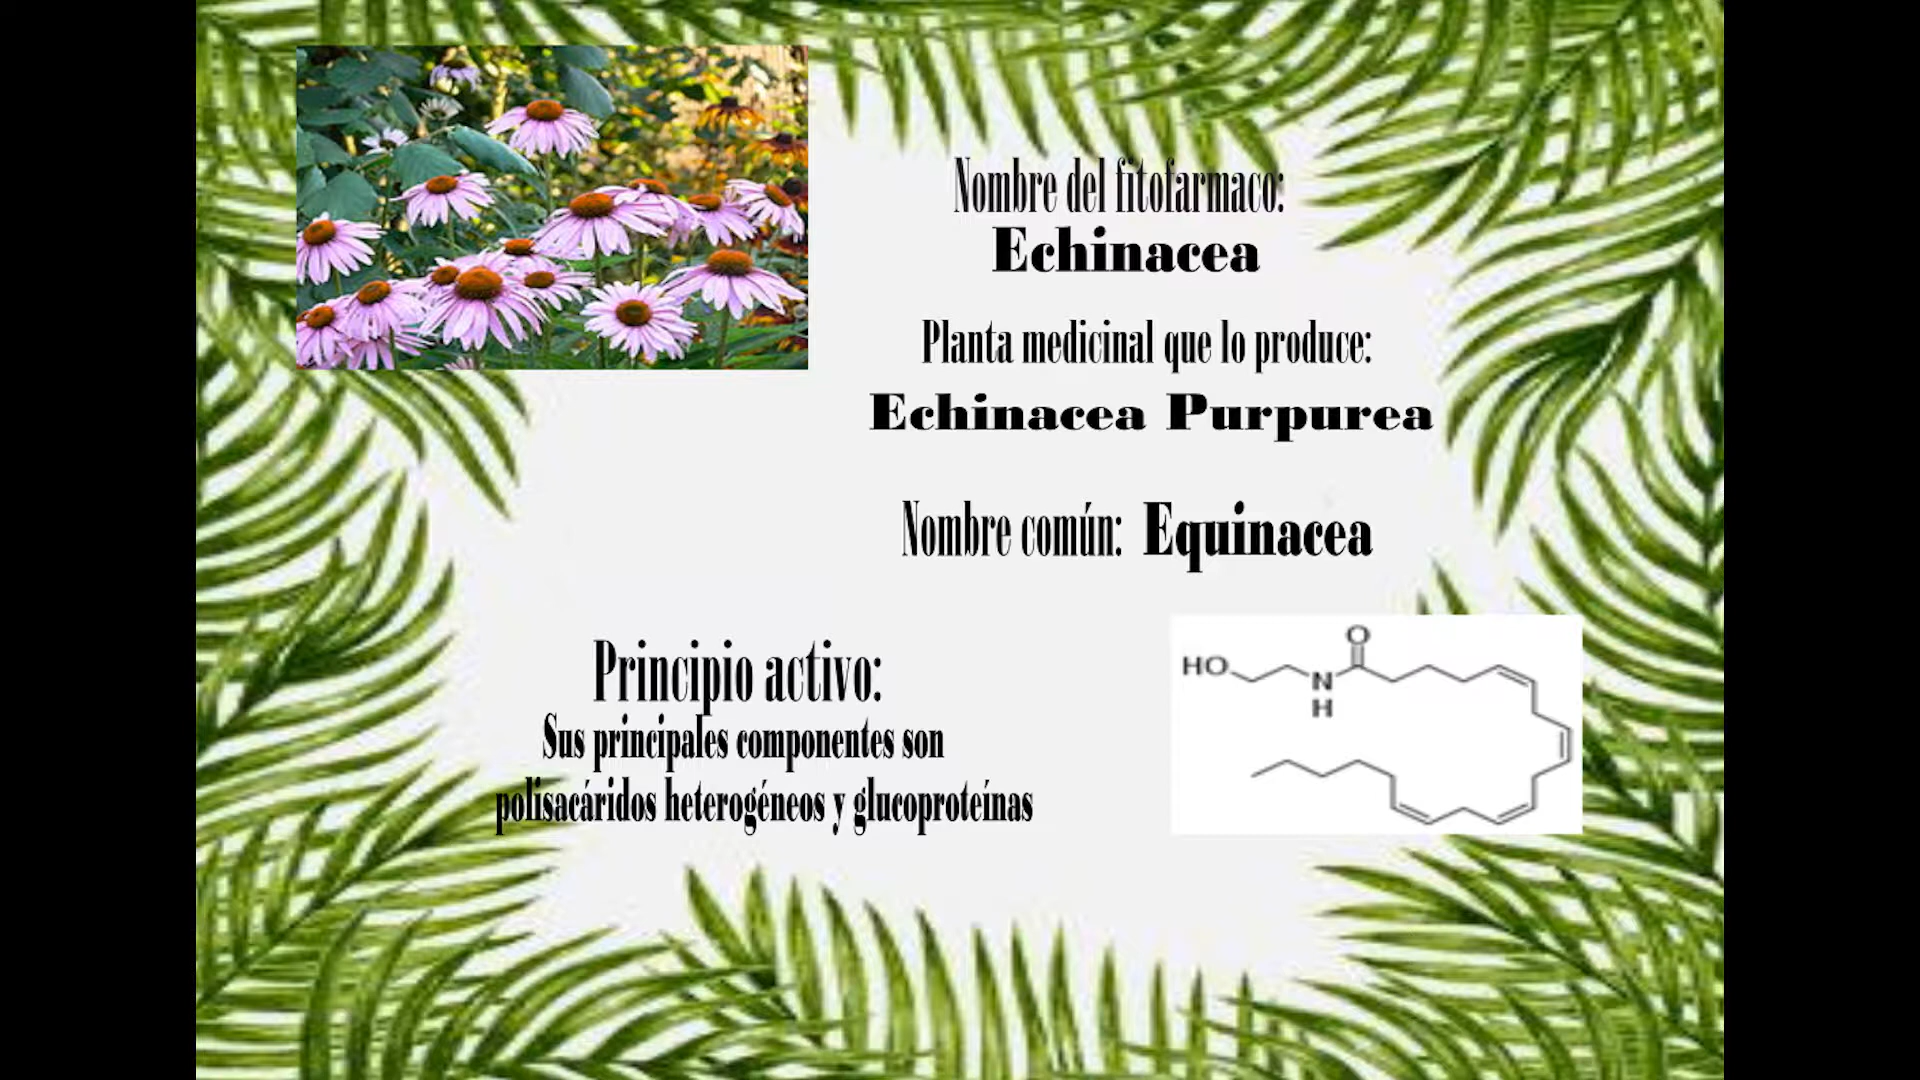 Nombre del fitofarmaco:
Echinacea
Planta medicinal que lo produce:
Echinacea Purpurea
Nombre común: Equinacea
Principio activo:
Sus principales componentes son
polisacáridos heterogéneos y glucoproteínas
O
HO
N
H